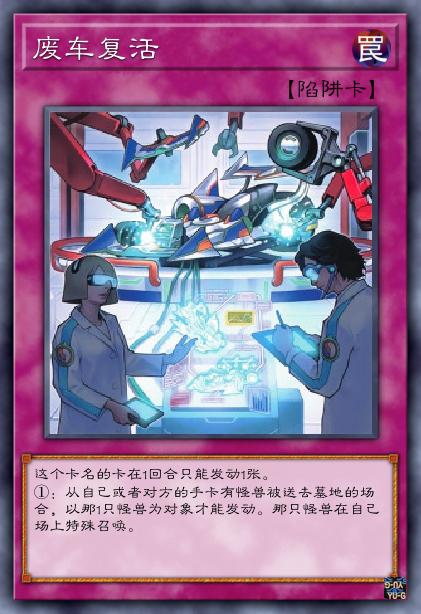 废车复活
罠
【陷阱卡】
这个卡名的卡在1回合只能发动1张。
①：从自己或者对方的手卡有怪兽被送去墓地的场
合，以那1只怪兽为对象才能发动。那只怪兽在自己
场上特殊召唤。
YU-G